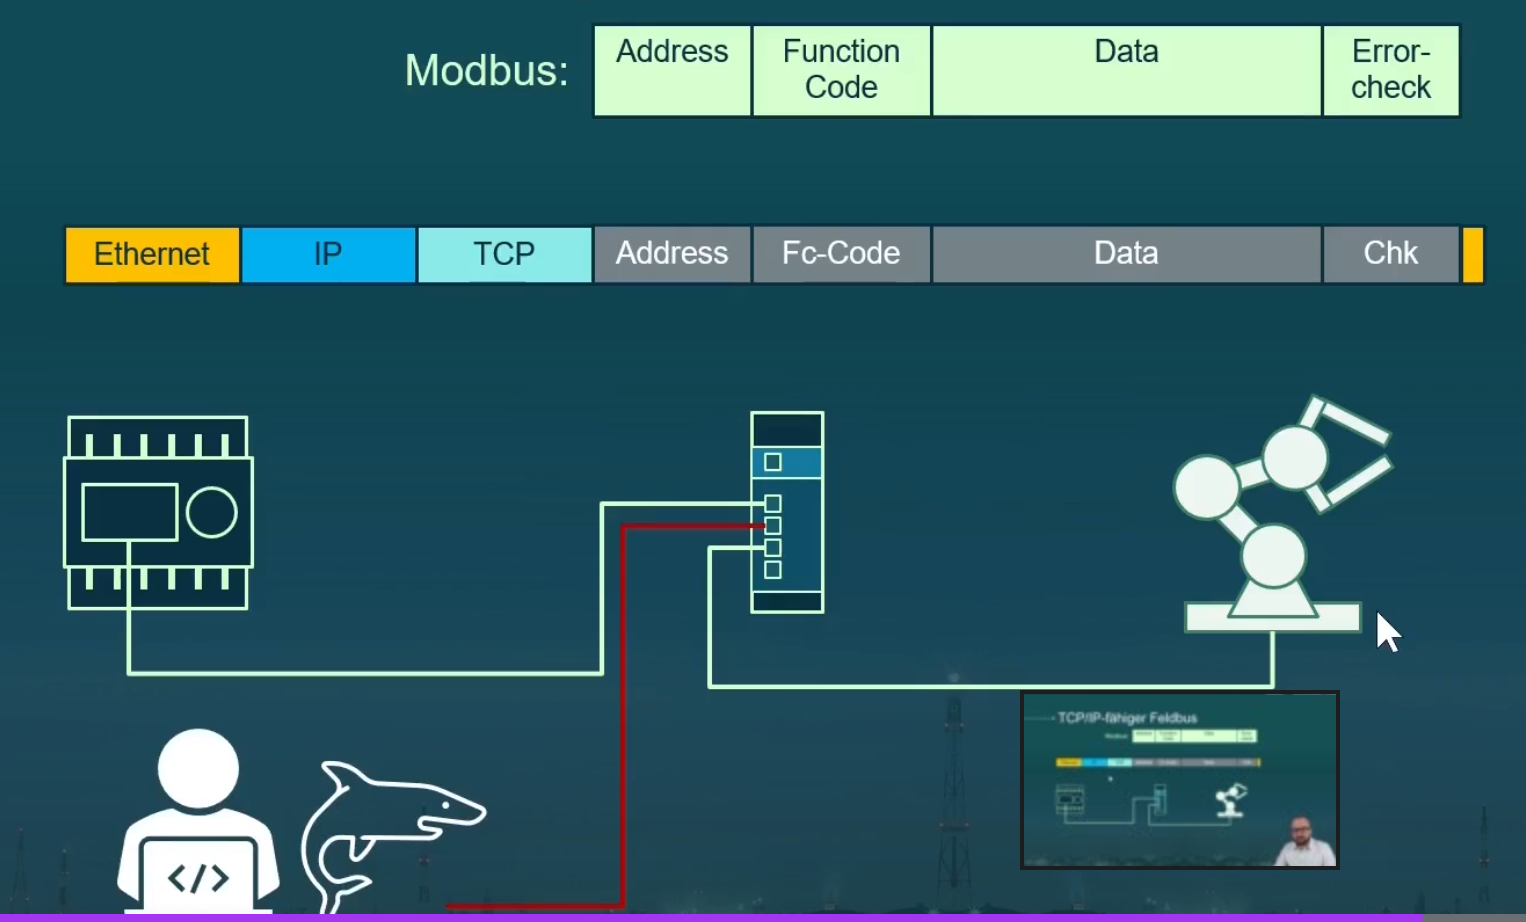 Modbus:
Address
Function
Code
Data
Error-
check
Ethernet
IP
TCP
Address
Fc-Code
Data
Chk
</>
TCP/IP-fähiger Feldbus